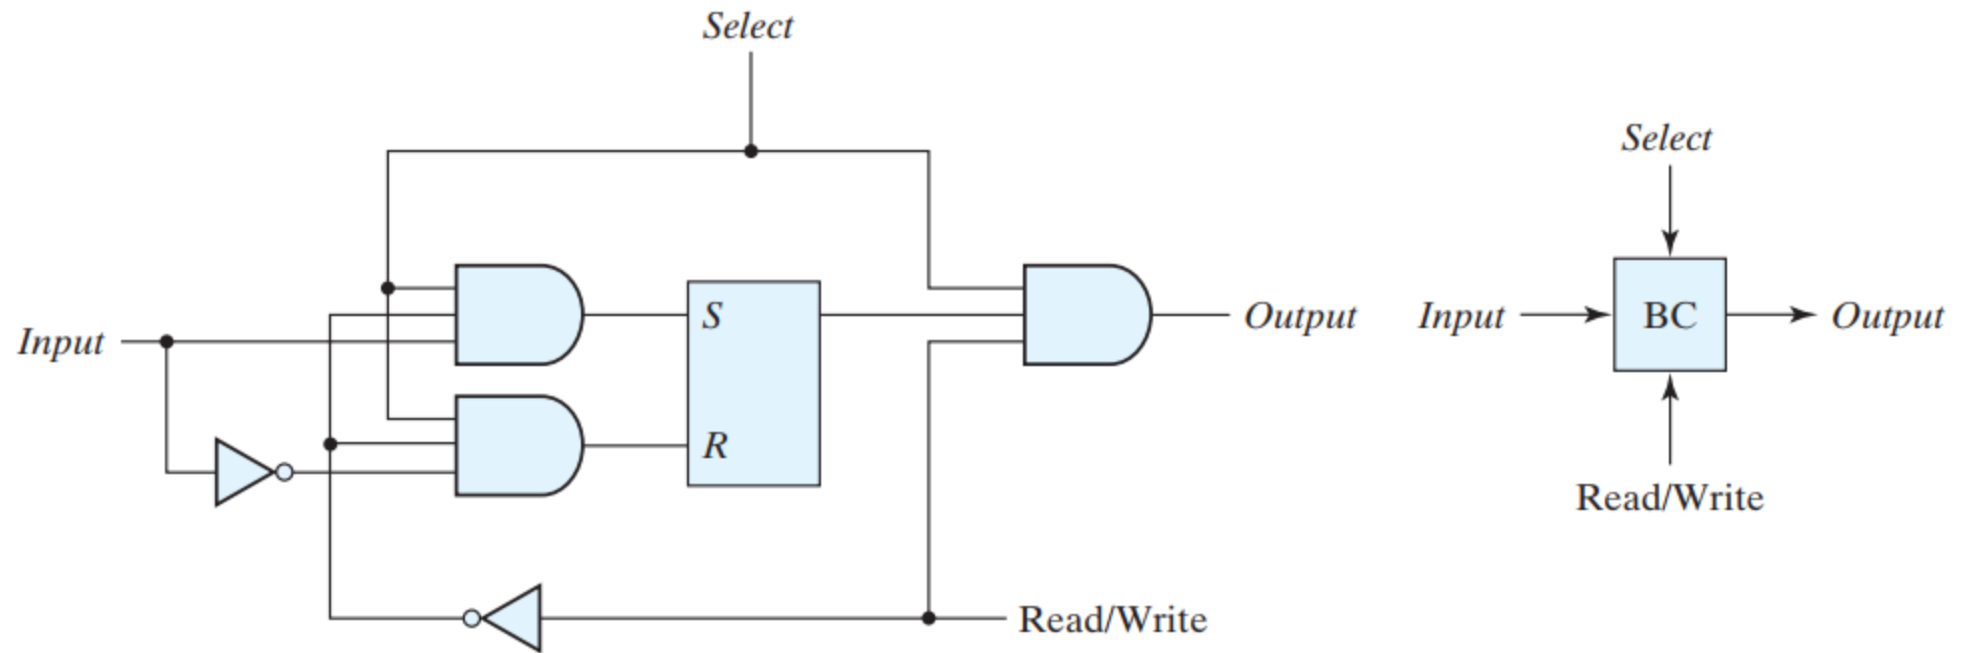 Select
Input
S
R
Output
Read/Write
Select
Input
BC
Output
Read/Write